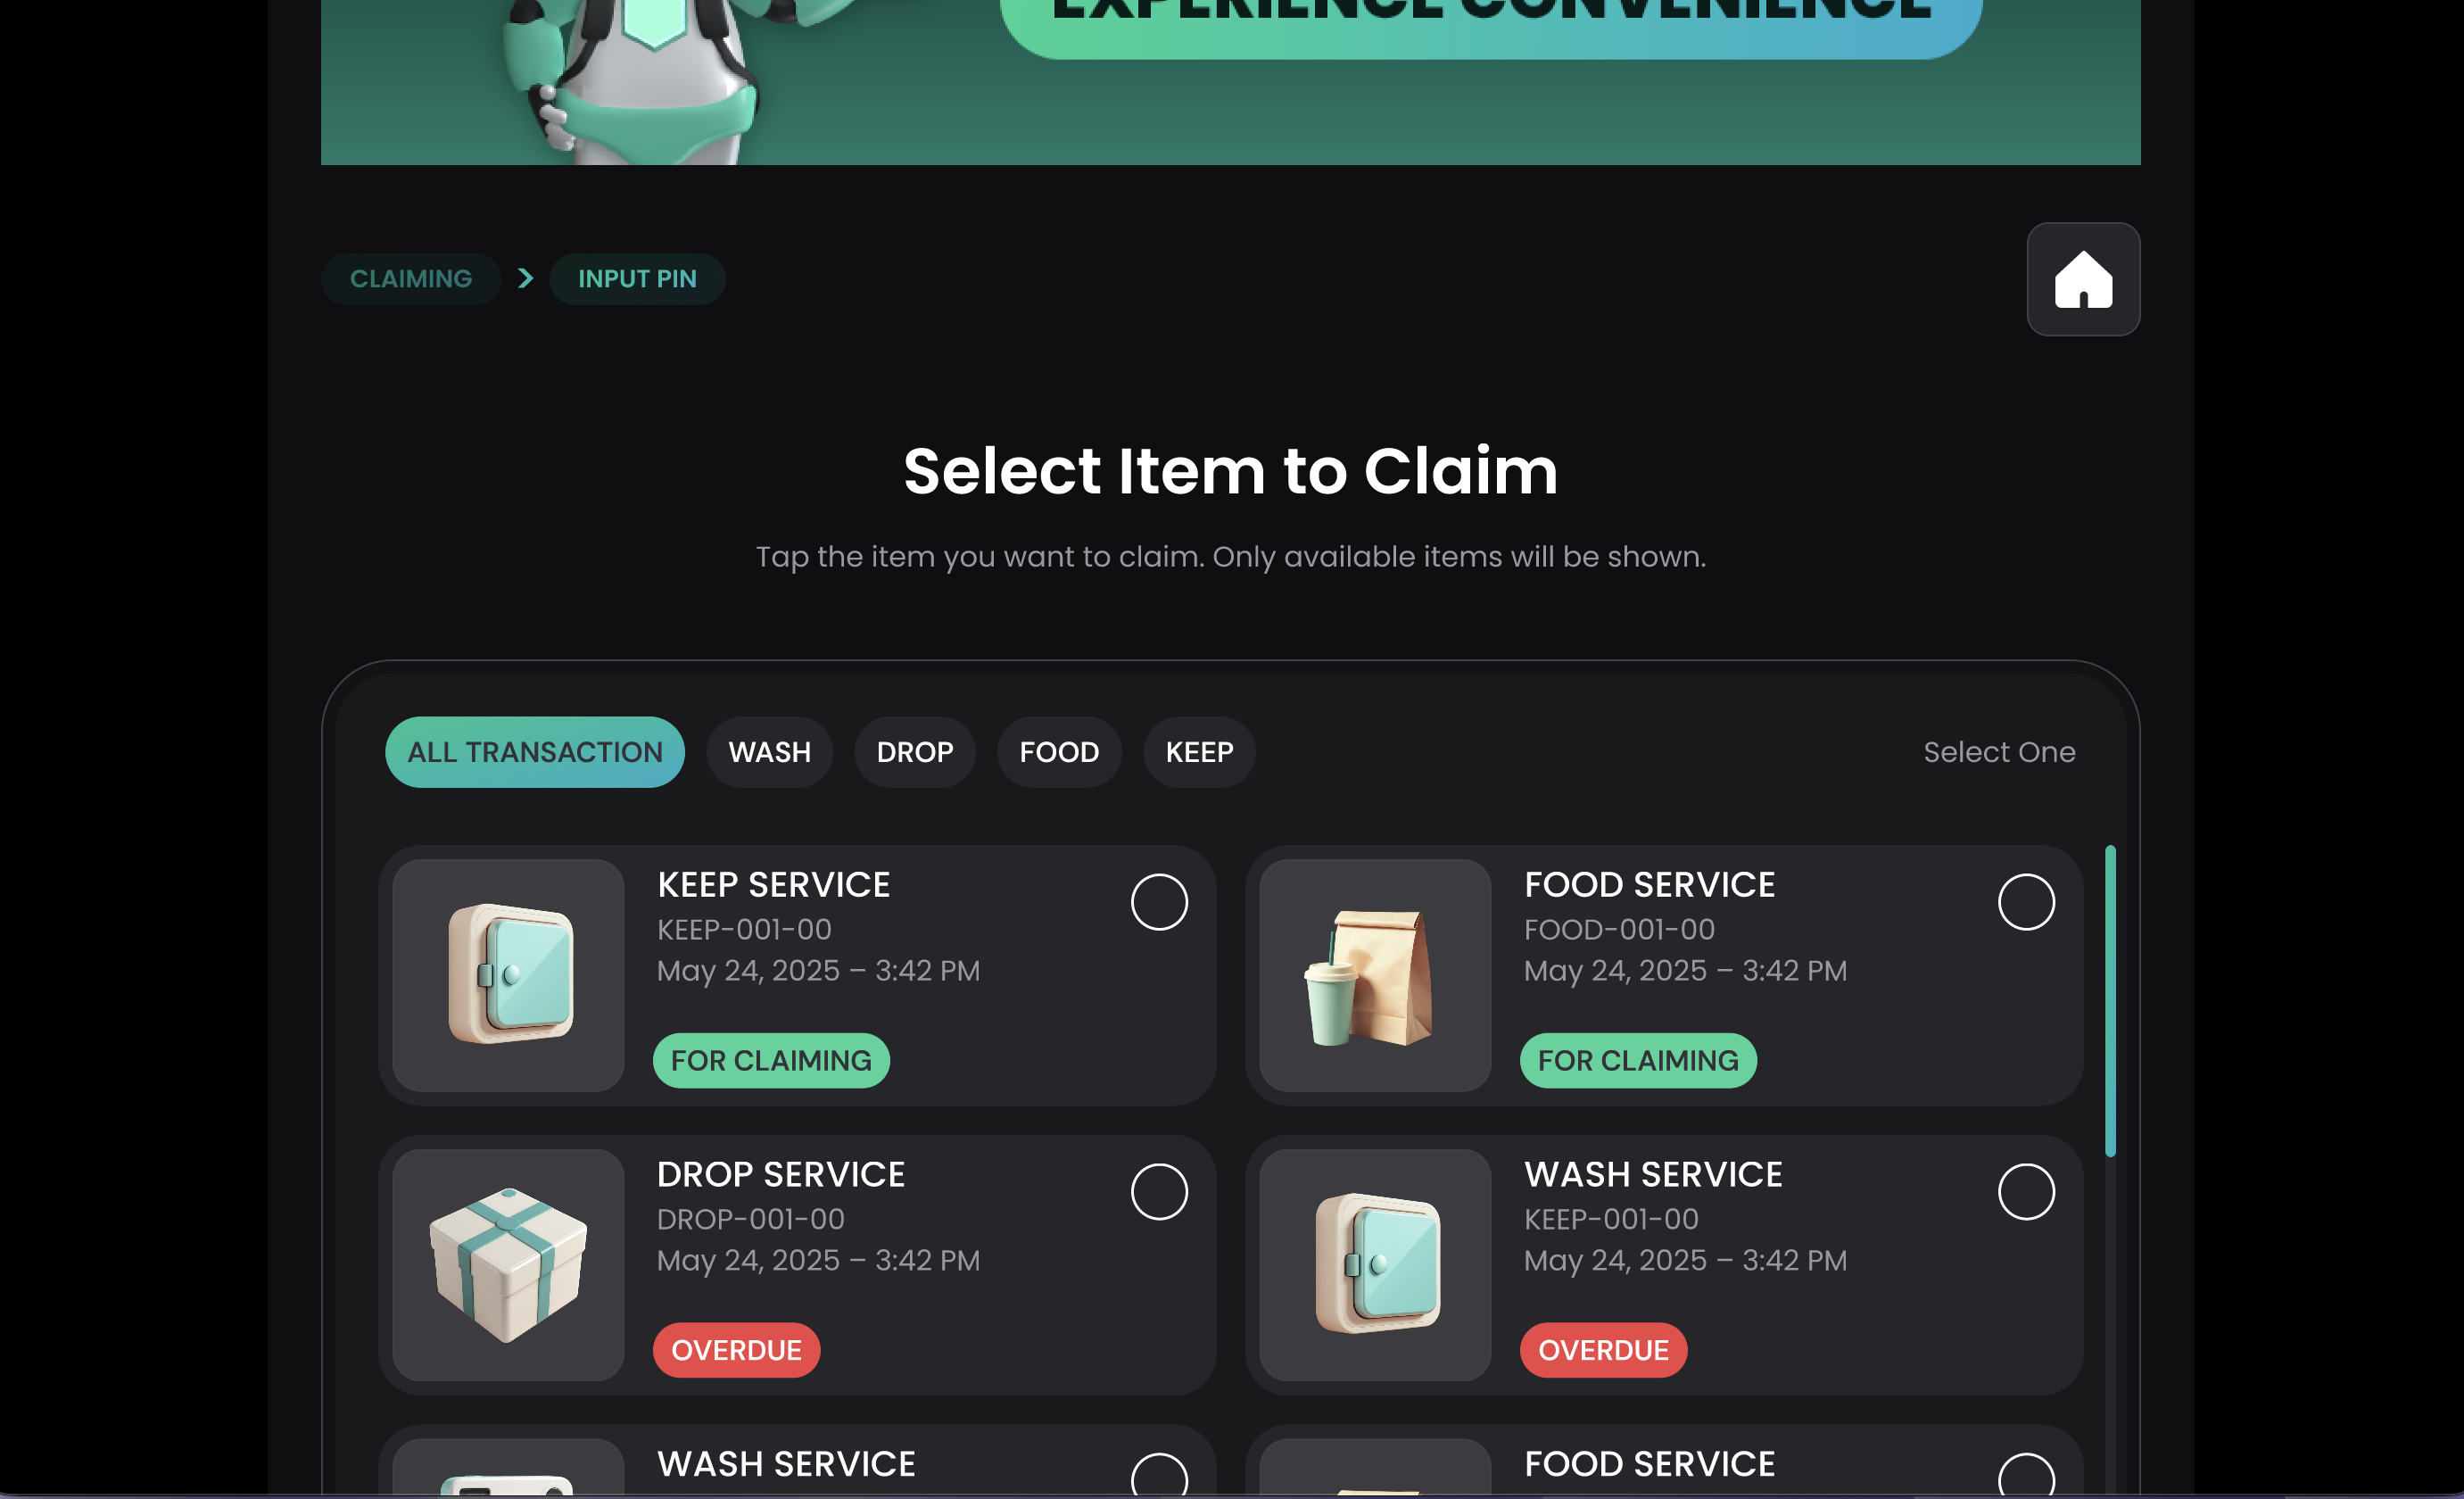 EXPERIENCE CONVENIENCE
CLAIMING > INPUT PIN
Select Item to Claim
Tap the item you want to claim. Only available items will be shown.
ALL TRANSACTION WASH DROP FOOD KEEP Select One
KEEP SERVICE
KEEP-001-00
May 24, 2025 – 3:42 PM
FOR CLAIMING
FOOD SERVICE
FOOD-001-00
May 24, 2025 – 3:42 PM
FOR CLAIMING
DROP SERVICE
DROP-001-00
May 24, 2025 – 3:42 PM
OVERDUE
WASH SERVICE
KEEP-001-00
May 24, 2025 – 3:42 PM
OVERDUE
WASH SERVICE
FOOD SERVICE